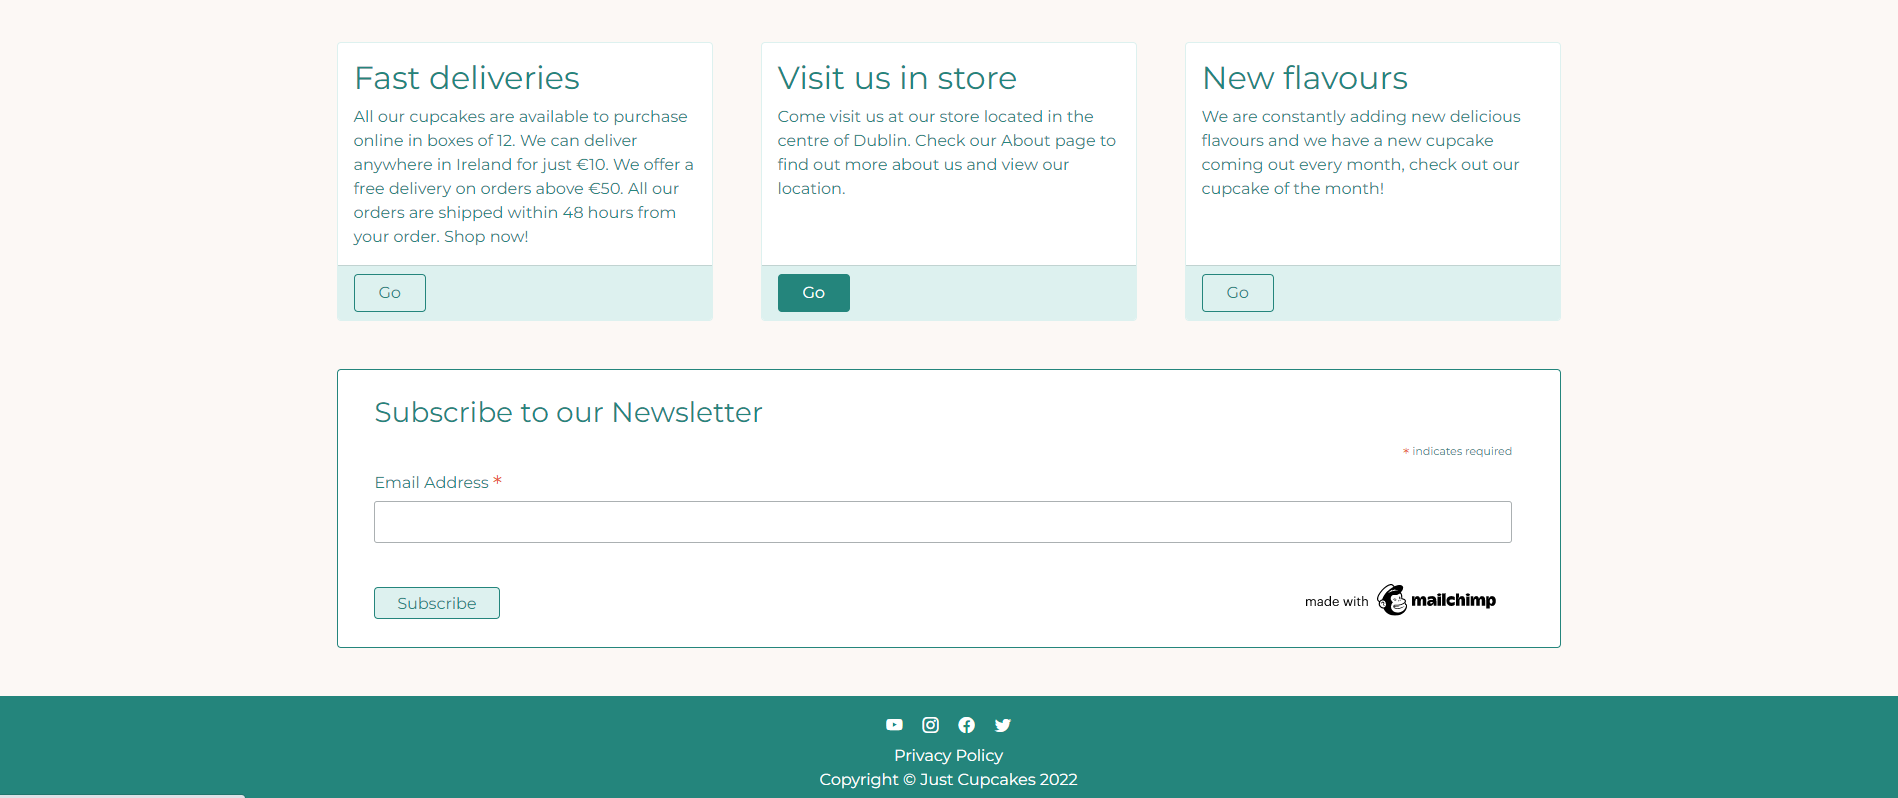 Fast deliveries
All our cupcakes are available to purchase
online in boxes of 12. We can deliver
anywhere in Ireland for just €10. We offer a
free delivery on orders above €50. All our
orders are shipped within 48 hours from
your order. Shop now!
Go
Visit us in store
Come visit us at our store located in the
centre of Dublin. Check our About page to
find out more about us and view our
location.
Go
New flavours
We are constantly adding new delicious
flavours and we have a new cupcake
coming out every month, check out our
cupcake of the month!
Go
Subscribe to our Newsletter
* indicates required
Email Address *
Subscribe
made with mailchimp
Privacy Policy
Copyright © Just Cupcakes 2022